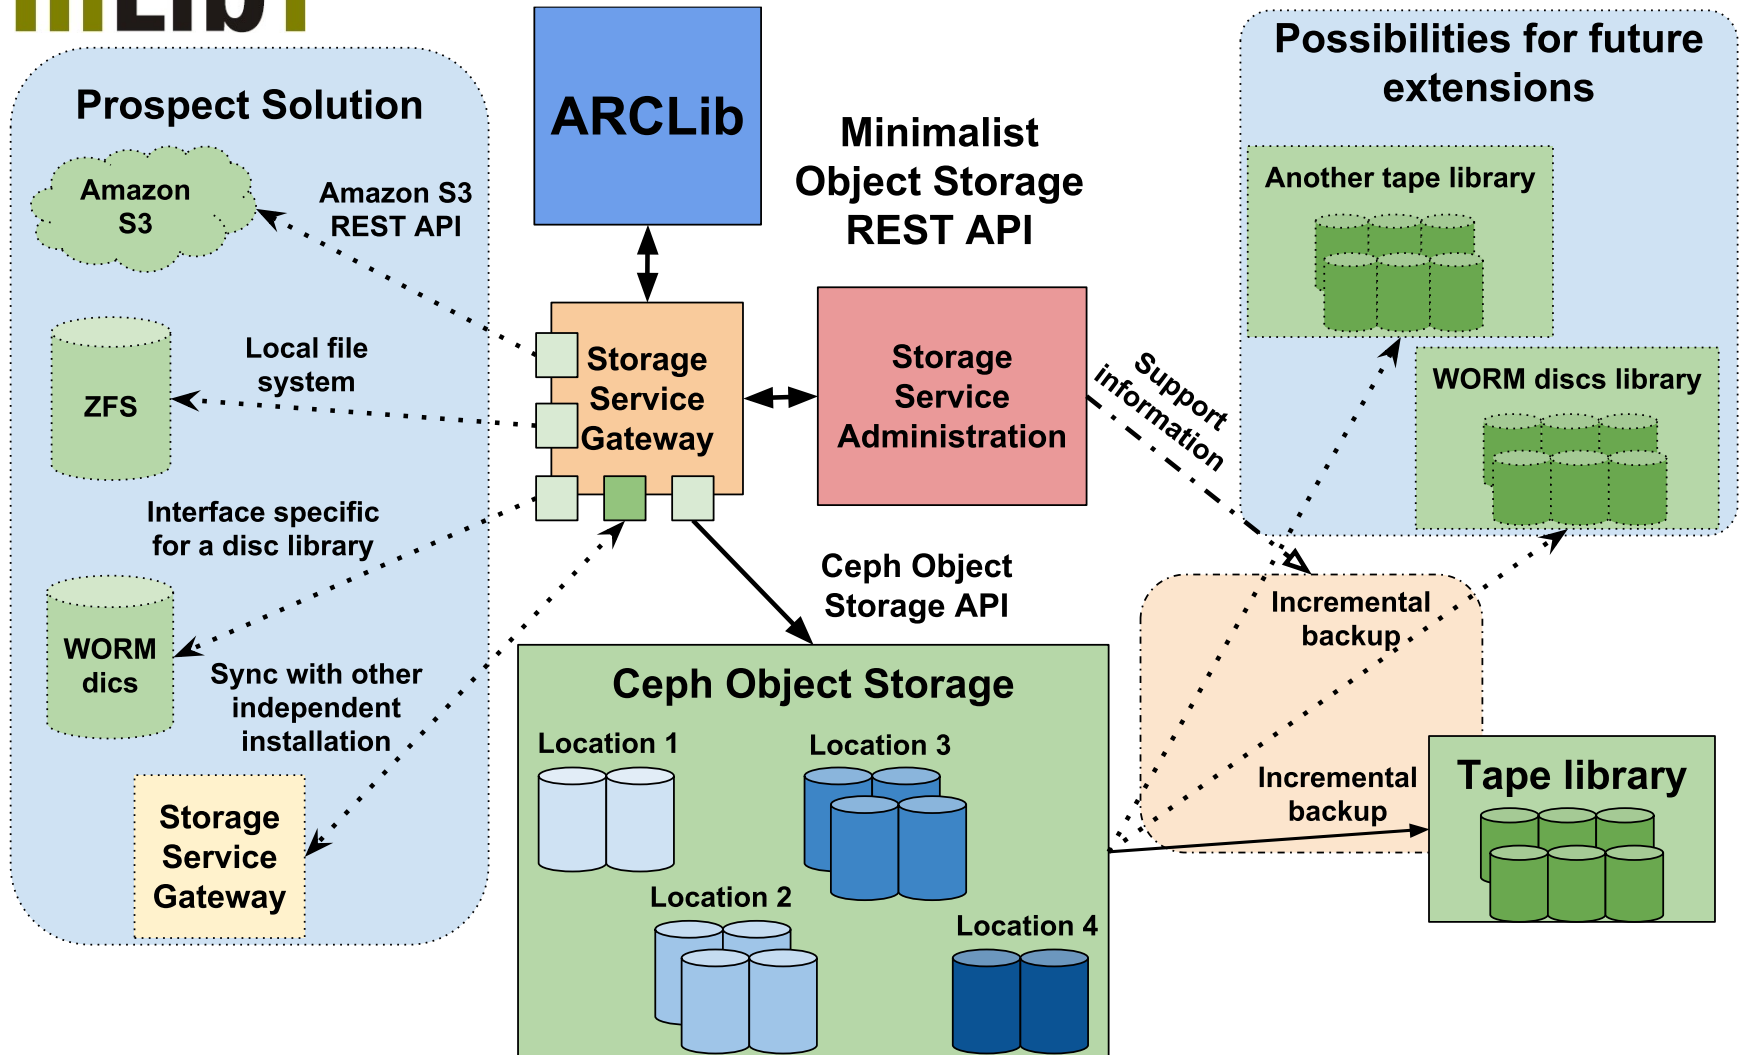 Prospect Solution
Amazon
S3
Amazon S3
REST API
ZFS
Local file
system
Interface specific
for a disc library
WORM
dics
Sync with other
independent
installation
Storage
Service
Gateway
ARCLib
Minimalist
Object Storage
REST API
Storage
Service
Gateway
Storage
Service
Administration
Support
information
Ceph Object
Storage API
Ceph Object Storage
Location 1
Location 3
Location 2
Location 4
Possibilities for future
extensions
Another tape library
WORM discs library
Incremental
backup
Incremental
backup
Tape library